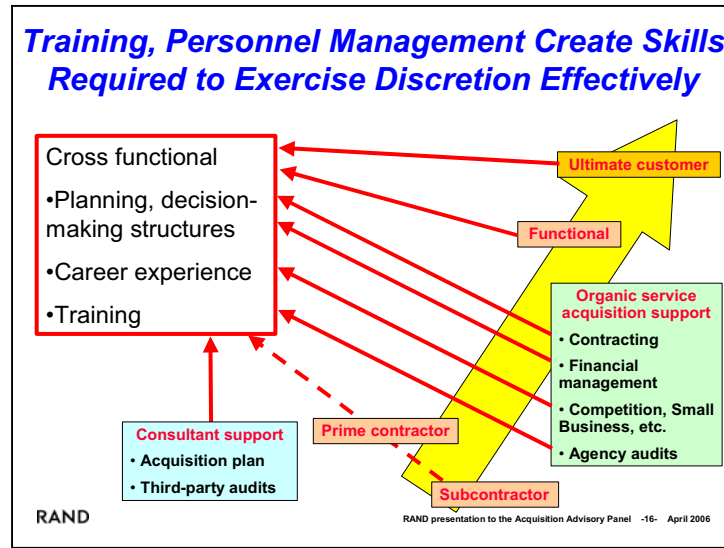 Training, Personnel Management Create Skills
Required to Exercise Discretion Effectively
Cross functional
•Planning, decision-
making structures
•Career experience
•Training
Ultimate customer
Functional
Organic service
acquisition support
• Contracting
• Financial
management
• Competition, Small
Business, etc.
• Agency audits
Prime contractor
Consultant support
• Acquisition plan
• Third-party audits
Subcontractor
RAND
RAND presentation to the Acquisition Advisory Panel -16- April 2006